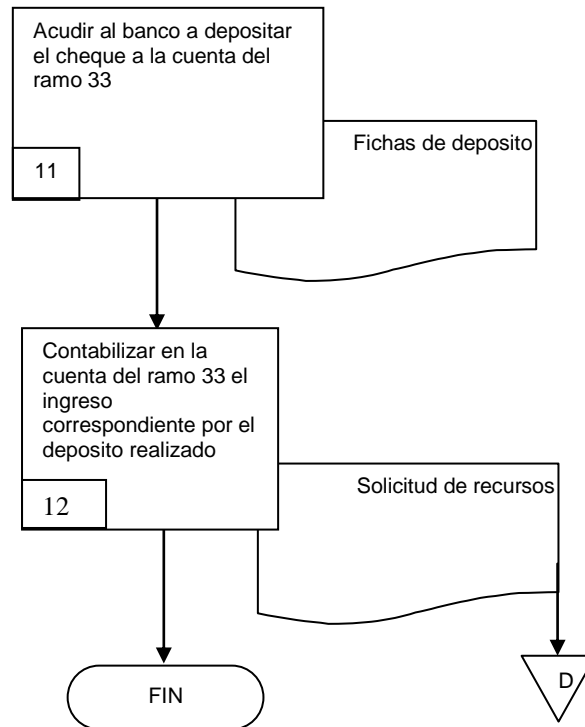 Acudir al banco a depositar
el cheque a la cuenta del
ramo 33
11
Fichas de deposito
Contabilizar en la
cuenta del ramo 33 el
ingreso
correspondiente por el
deposito realizado
12
Solicitud de recursos
FIN
D